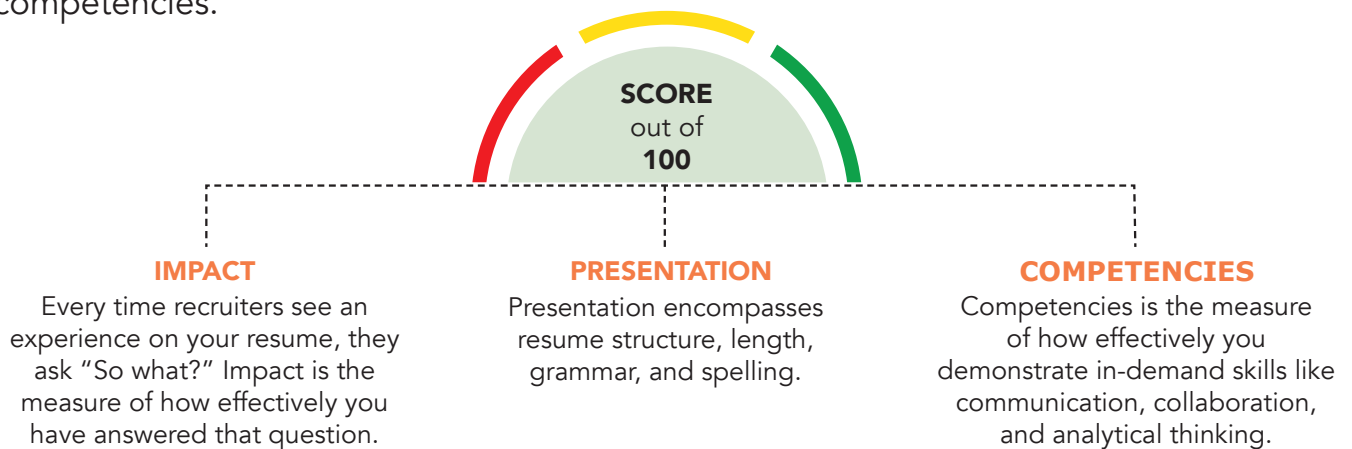 competencies.
SCORE
out of
100
IMPACT
Every time recruiters see an
experience on your resume, they
ask “So what?” Impact is the
measure of how effectively you
have answered that question.
PRESENTATION
Presentation encompasses
resume structure, length,
grammar, and spelling.
COMPETENCIES
Competencies is the measure
of how effectively you
demonstrate in-demand skills like
communication, collaboration,
and analytical thinking.